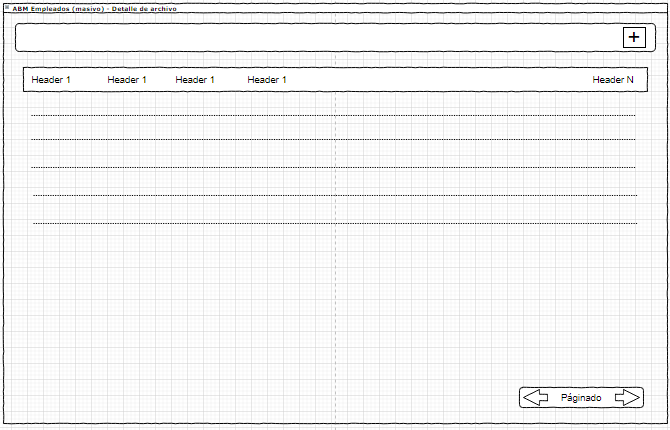 ABM Empleados (masivo) - Detalle de archivo
+
Header 1 Header 1 Header 1 Header 1 Header N
Páginado